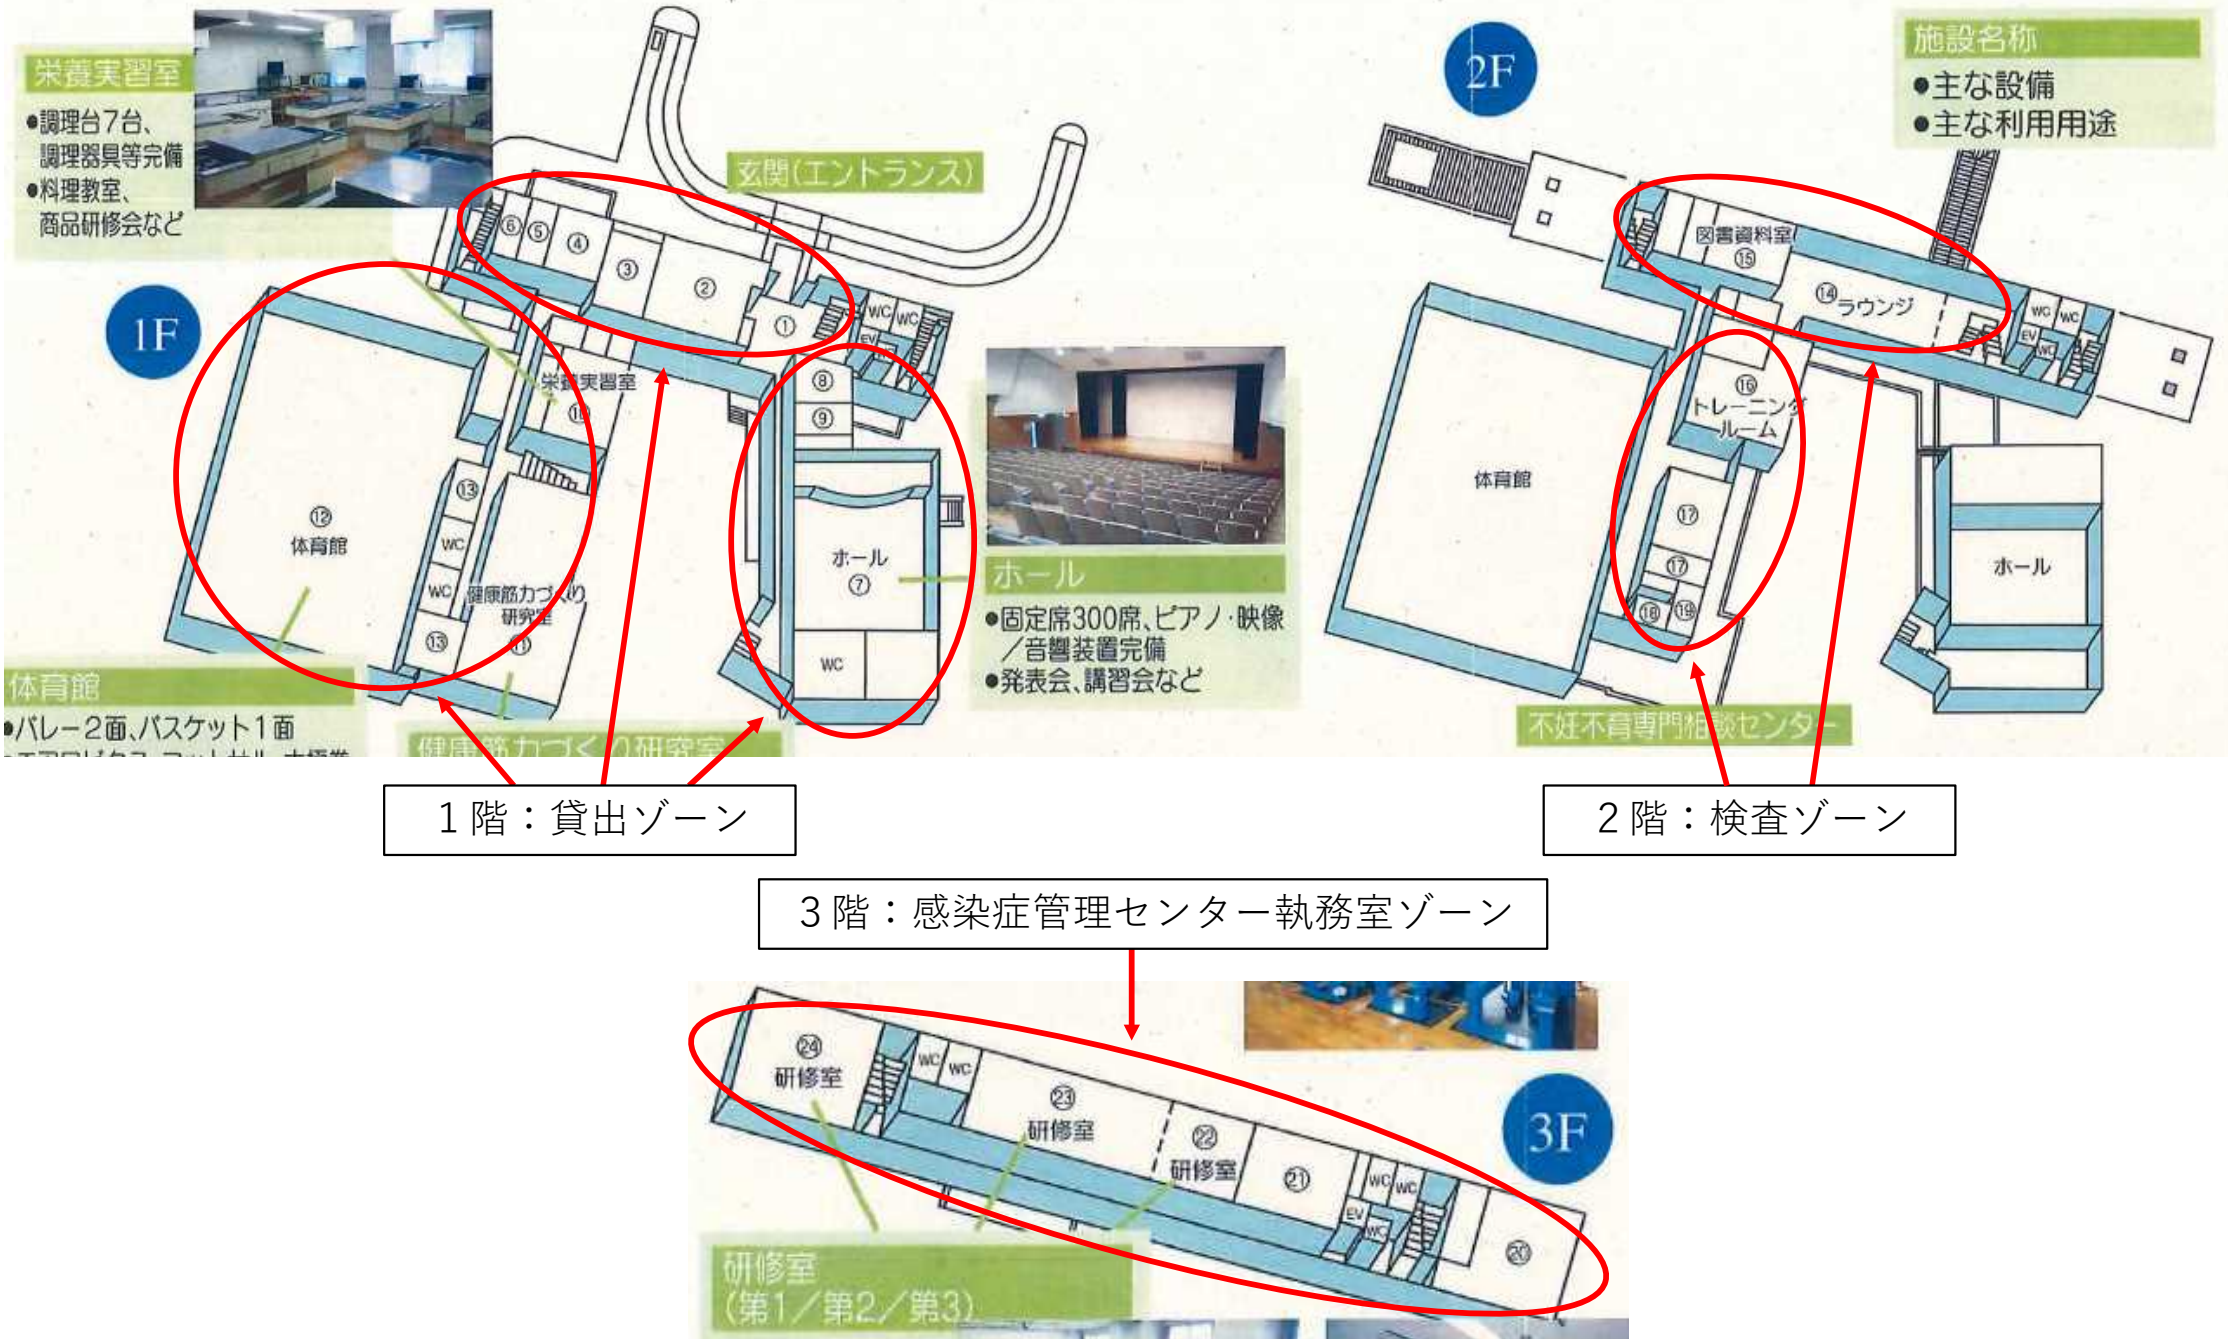 栄養実習室
●調理台7台、
調理器具等完備
●料理教室、
商品研修会など
1F
玄関(エントランス)
⑥
⑤
④
③
②
①
WC
WC
EV
WC
⑧
⑨
栄養実習室
⑩
⑫
体育館
⑬
WC
WC
⑬
健康筋力づくり
研究室
⑪
ホール
⑦
WC
ホール
●固定席300席、ピアノ・映像
／音響装置完備
●発表会、講習会など
体育館
●バレー2面、バスケット1面
健康筋力づくり研究室
1階：貸出ゾーン
2F
施設名称
●主な設備
●主な利用用途
図書資料室
⑮
⑭ラウンジ
WC
WC
EV
WC
⑯
トレーニング
ルーム
体育館
⑰
⑰
⑱
⑲
ホール
不妊不育専門相談センター
2階：検査ゾーン
3階：感染症管理センター執務室ゾーン
3F
㉔
研修室
WC
WC
㉓
研修室
㉒
研修室
㉑
WC
WC
EV
WC
⑳
研修室
(第1／第2／第3)